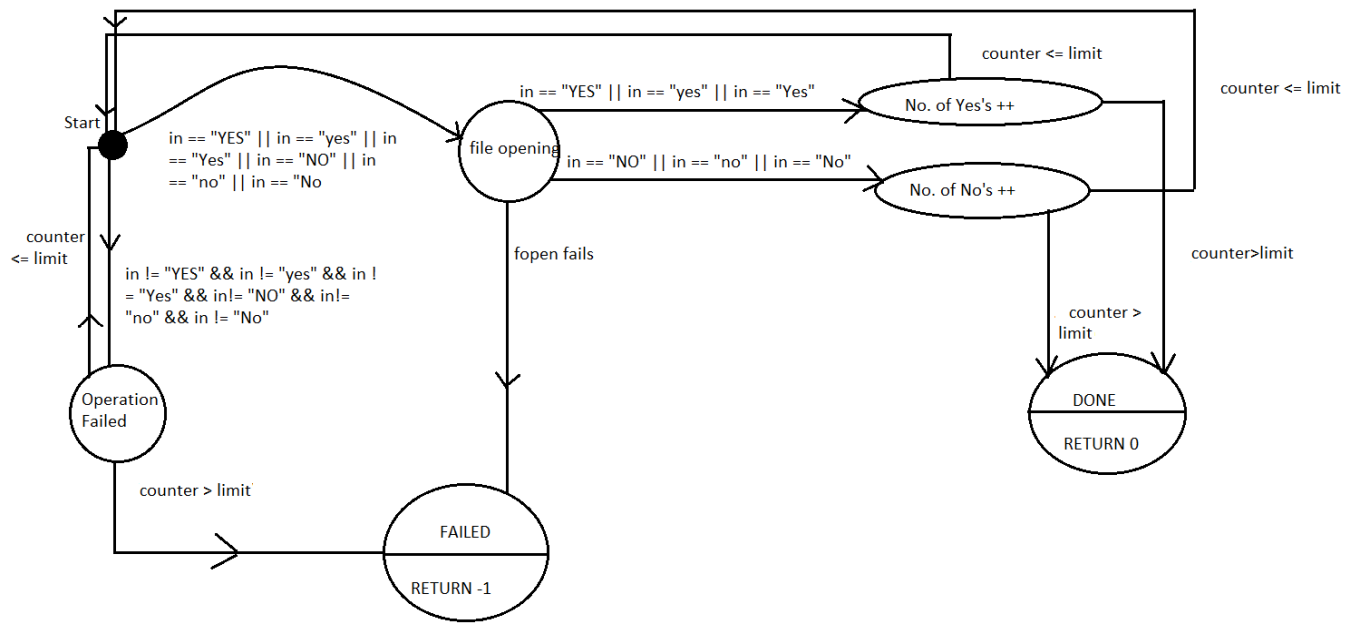 counter <= limit
counter <= limit
in == "YES" || in == "yes" || in == "Yes"
No. of Yes's ++
Start
in == "YES" || in == "yes" || in
== "Yes" || in == "NO" || in
== "no" || in == "No
file opening
in == "NO" || in == "no" || in == "No"
No. of No's ++
counter
<= limit
fopen fails
counter>limit
in != "YES" && in != "yes" && in !
= "Yes" && in!= "NO" && in!=
"no" && in != "No"
counter >
limit
Operation
Failed
DONE
RETURN 0
counter > limit
FAILED
RETURN -1